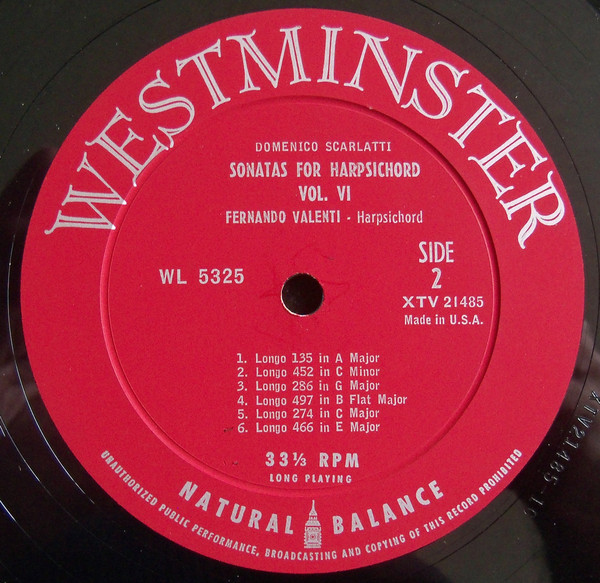 WESTMINSTER
DOMENICO SCARLATTI
SONATAS FOR HARPSICHORD
VOL. VI
FERNANDO VALENTI - Harpsichord
WL 5325
SIDE
2
XTV 21485
Made in U.S.A.
1. Longo 135 in A Major
2. Longo 452 in C Minor
3. Longo 286 in G Major
4. Longo 497 in B Flat Major
5. Longo 274 in C Major
6. Longo 466 in E Major
33⅓ RPM
LONG PLAYING
NATURAL BALANCE
UNAUTHORIZED PUBLIC PERFORMANCE, BROADCASTING AND COPYING OF THIS RECORD PROHIBITED